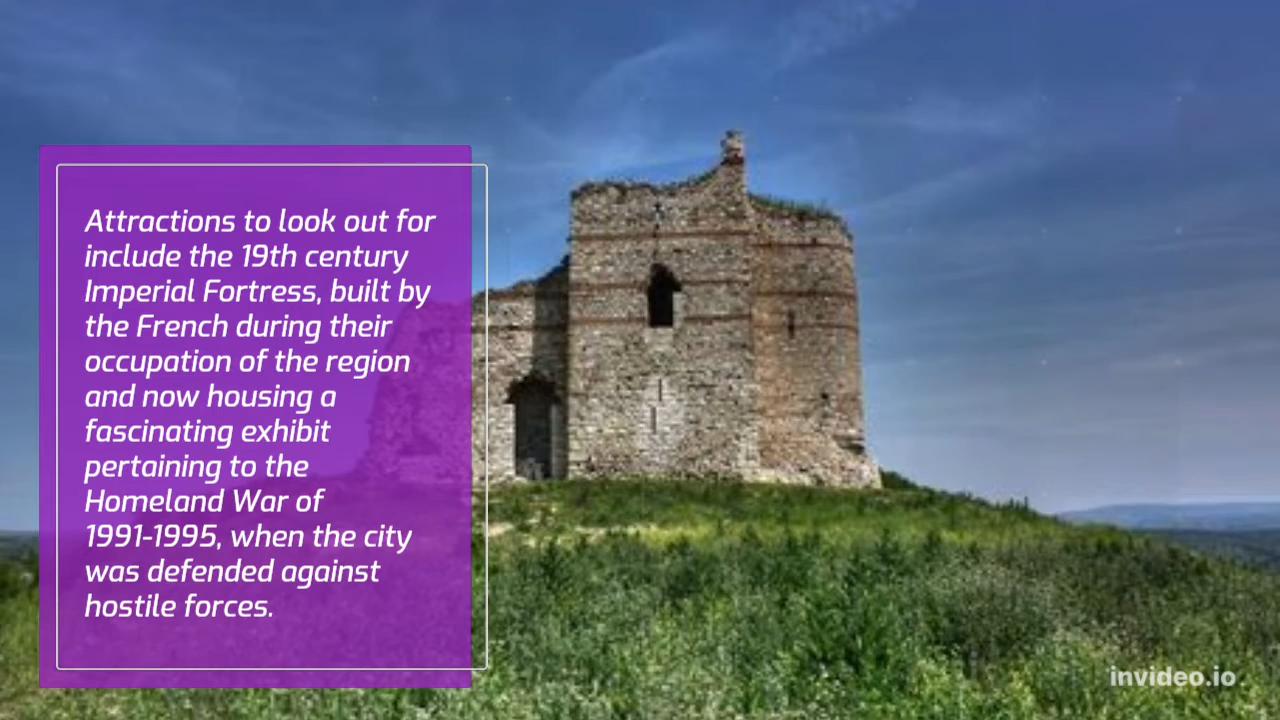 Attractions to look out for
include the 19th century
Imperial Fortress, built by
the French during their
occupation of the region
and now housing a
fascinating exhibit
pertaining to the
Homeland War of
1991-1995, when the city
was defended against
hostile forces.
invideo.io